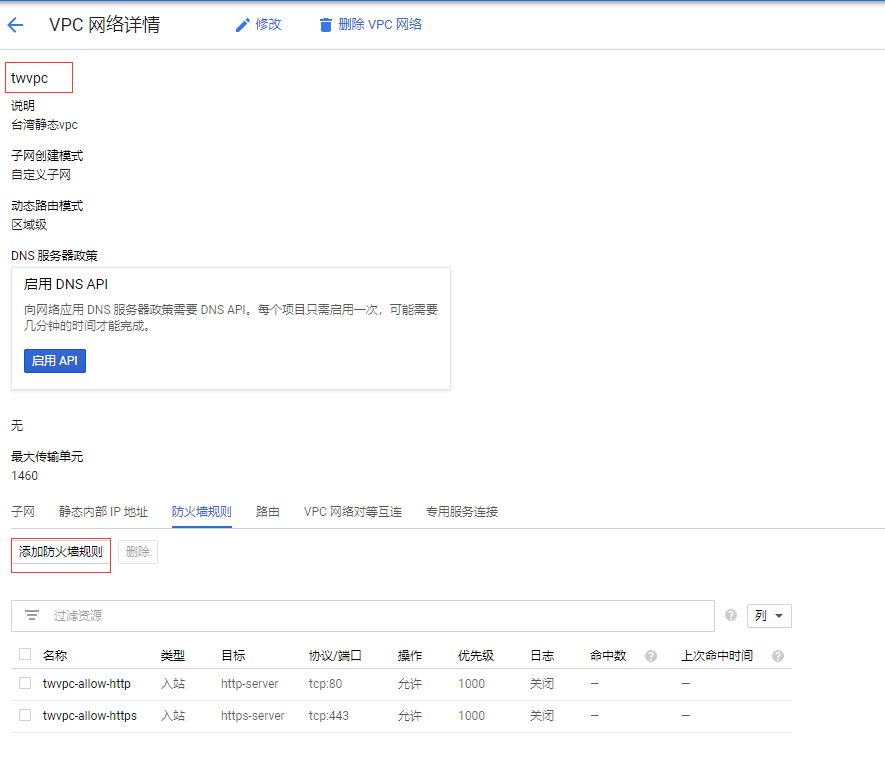 VPC 网络详情 修改 删除 VPC 网络
twvpc
说明
台湾静态vpc
子网创建模式
自定义子网
动态路由模式
区域级
DNS 服务器政策
启用 DNS API
向网络应用 DNS 服务器政策需要 DNS API。每个项目只需启用一次，可能需要
几分钟的时间才能完成。
启用 API
无
最大传输单元
1460
子网 静态内部 IP 地址 防火墙规则 路由 VPC 网络对等互连 专用服务连接
添加防火墙规则 删除
过滤资源 列
名称 类型 目标 协议/端口 操作 优先级 日志 命中数 上次命中时间
twvpc-allow-http 入站 http-server tcp:80 允许 1000 关闭 — —
twvpc-allow-https 入站 https-server tcp:443 允许 1000 关闭 — —